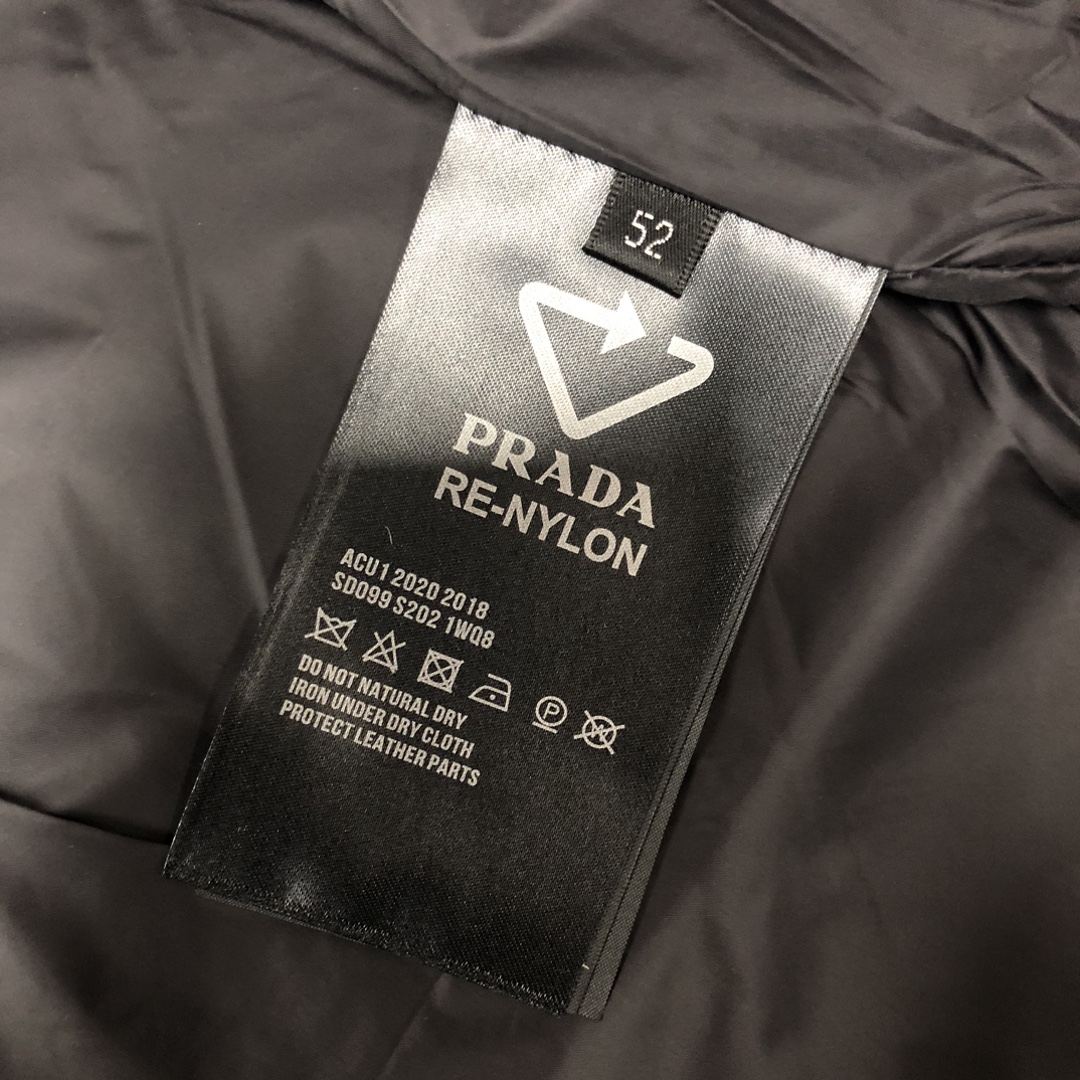 52
PRADA
RE-NYLON
ACU1 2020 2018
SD099 S202 1WQ8
P
W
DO NOT NATURAL DRY
IRON UNDER DRY CLOTH
PROTECT LEATHER PARTS